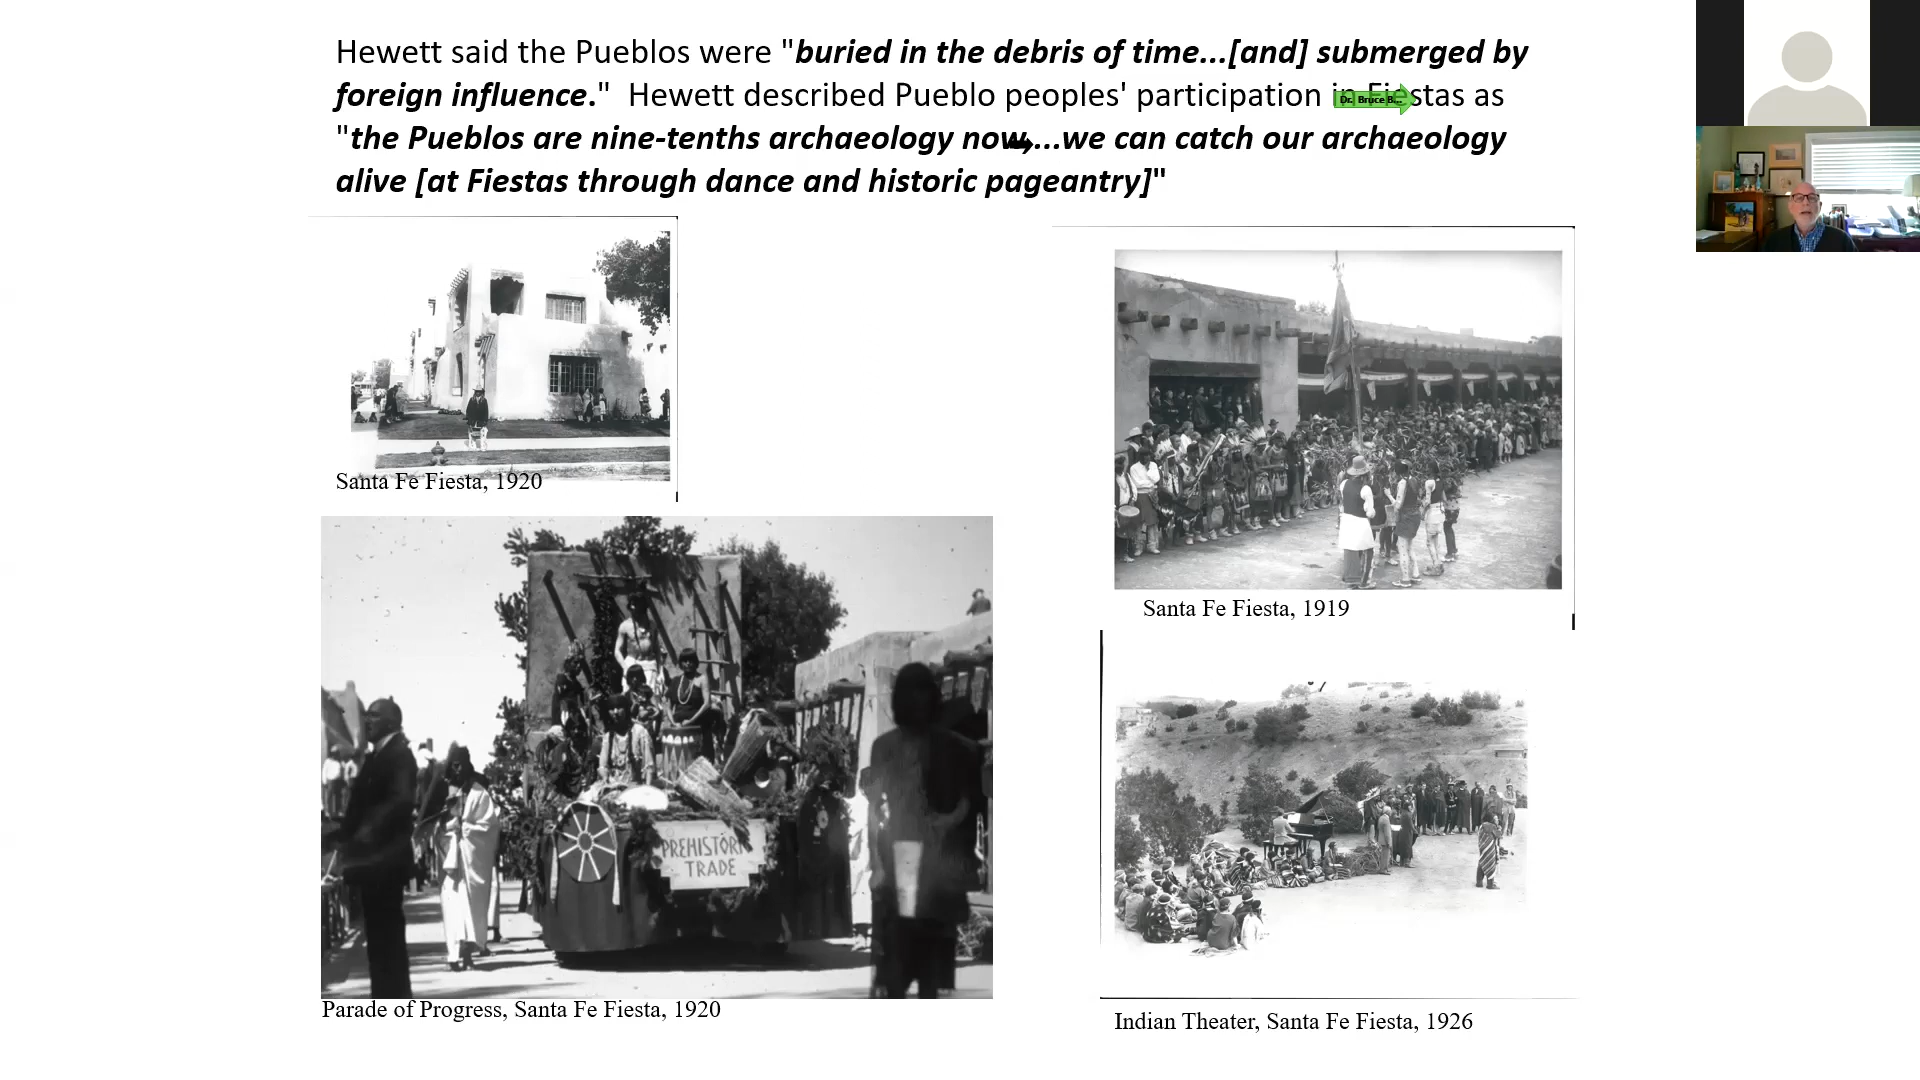 Hewett said the Pueblos were "buried in the debris of time...[and] submerged by
foreign influence."  Hewett described Pueblo peoples' participation in Fiestas as
"the Pueblos are nine-tenths archaeology now....we can catch our archaeology
alive [at Fiestas through dance and historic pageantry]"
Dr. Bruce B...
Santa Fe Fiesta, 1920
Santa Fe Fiesta, 1919
PREHISTORIC
TRADE
Parade of Progress, Santa Fe Fiesta, 1920
Indian Theater, Santa Fe Fiesta, 1926